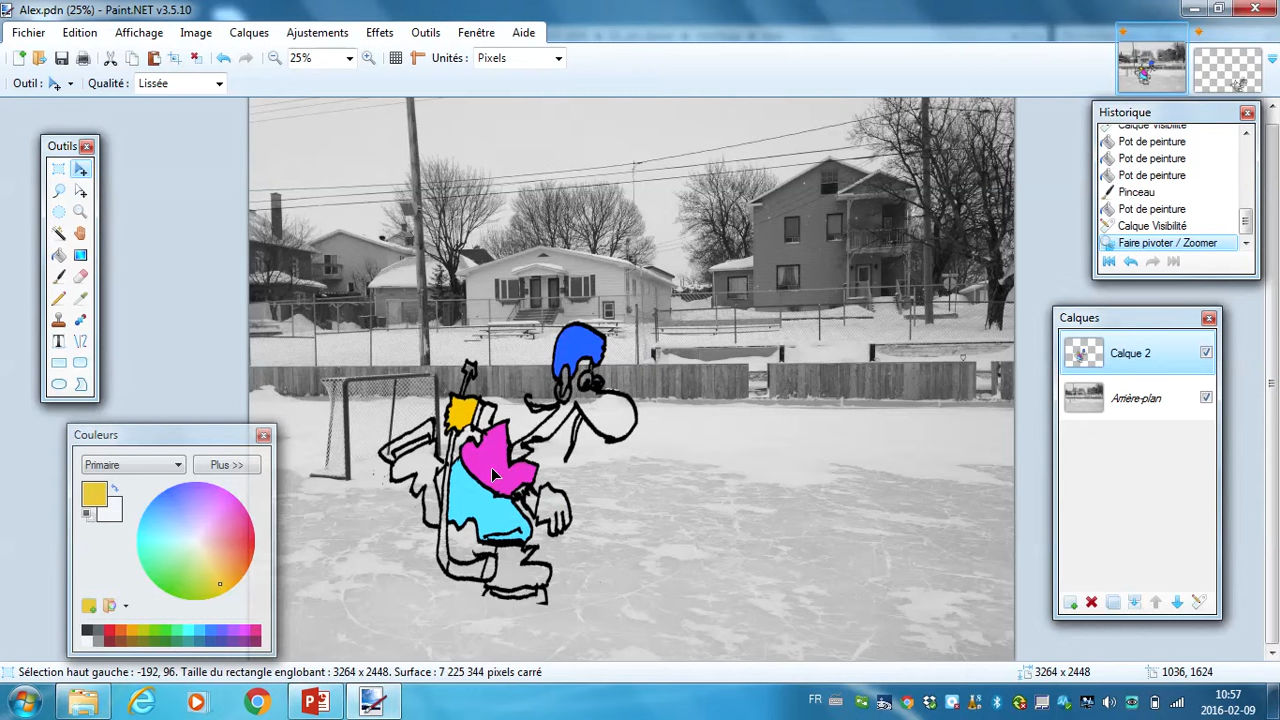 Alex.pdn (25%) - Paint.NET v3.5.10
Fichier Edition Affichage Image Calques Ajustements Effets Outils Fenêtre Aide
25% Unités : Pixels
Outil : Qualité : Lissée
Outils
Historique
Calque Visibilité
Pot de peinture
Pot de peinture
Pot de peinture
Pinceau
Pot de peinture
Calque Visibilité
Faire pivoter / Zoomer
Calques
Calque 2
Arrière-plan
Couleurs
Primaire Plus >>
Sélection haut gauche : -192, 96. Taille du rectangle englobant : 3264 x 2448. Surface : 7 225 344 pixels carré
3264 x 2448
1036, 1624
FR
10:57
2016-02-09